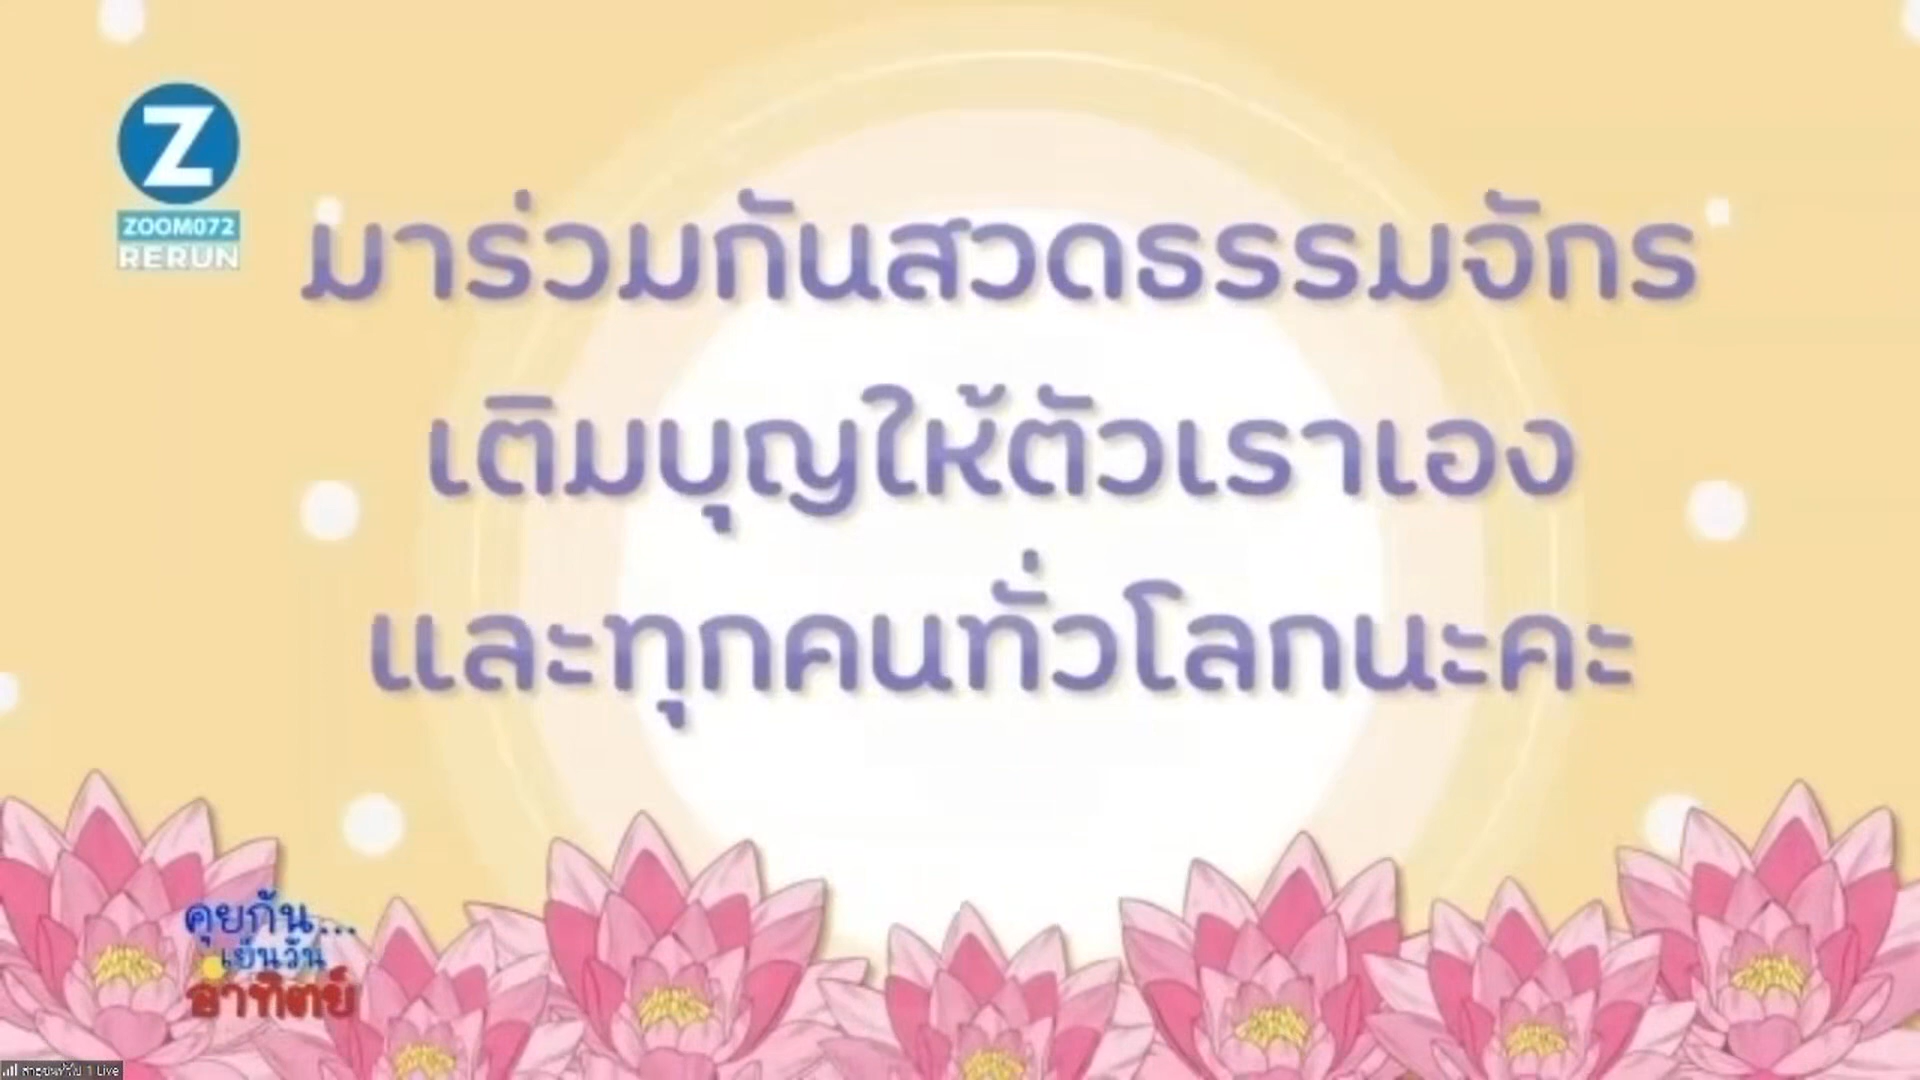 Z
ZOOM072
RERUN
มาร่วมกันสวดธรรมจักร
เติมบุญให้ตัวเราเอง
และทุกคนทั่วโลกนะคะ
คุยกัน...
เย็นวัน
อาทิตย์
1 Live